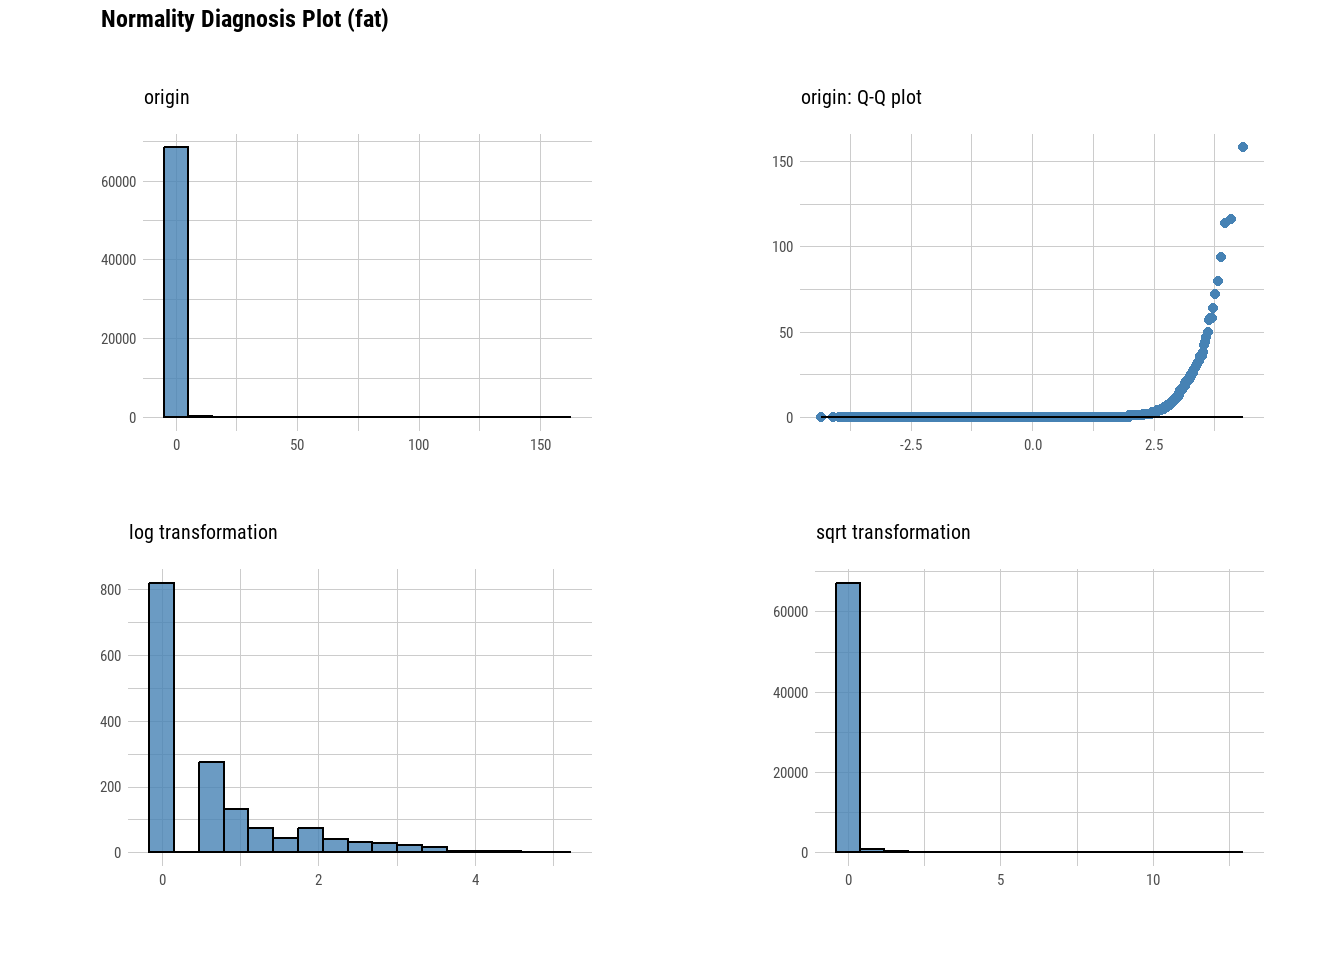 Normality Diagnosis Plot (fat)
origin
60000
40000
20000
0
0 50 100 150
origin: Q-Q plot
150
100
50
0
-2.5 0.0 2.5
log transformation
800
600
400
200
0
0 2 4
sqrt transformation
60000
40000
20000
0
0 5 10